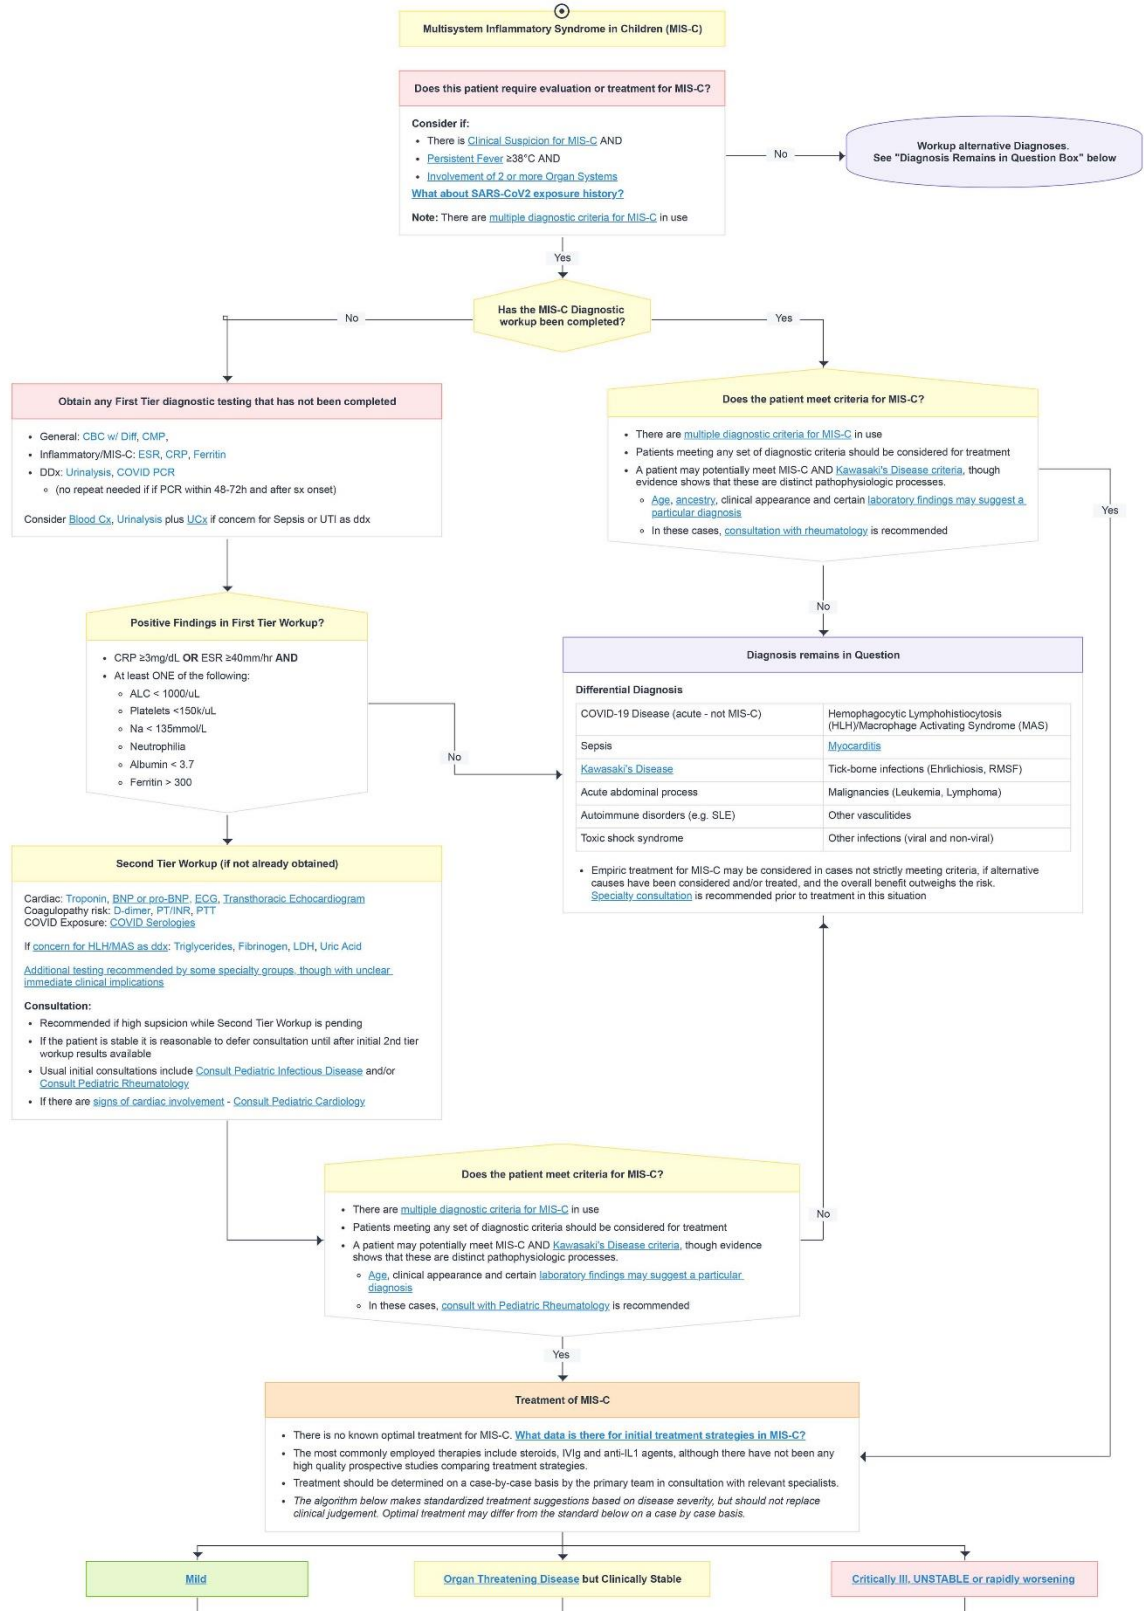 Multisystem Inflammatory Syndrome in Children (MIS-C)
Does this patient require evaluation or treatment for MIS-C?
Consider if:
• There is Clinical Suspicion for MIS-C AND
• Persistent Fever ≥38°C AND
• Involvement of 2 or more Organ Systems
What about SARS-CoV2 exposure history?
Note: There are multiple diagnostic criteria for MIS-C in use
No
Workup alternative Diagnoses.
See "Diagnosis Remains in Question Box" below
Yes
Has the MIS-C Diagnostic
workup been completed?
No
Yes
Obtain any First Tier diagnostic testing that has not been completed
• General: CBC w/ Diff, CMP,
• Inflammatory/MIS-C: ESR, CRP, Ferritin
• DDx: Urinalysis, COVID PCR
◦ (no repeat needed if if PCR within 48-72h and after sx onset)
Consider Blood Cx, Urinalysis plus UCx if concern for Sepsis or UTI as ddx
Does the patient meet criteria for MIS-C?
• There are multiple diagnostic criteria for MIS-C in use
• Patients meeting any set of diagnostic criteria should be considered for treatment
• A patient may potentially meet MIS-C AND Kawasaki's Disease criteria, though
evidence shows that these are distinct pathophysiologic processes.
◦ Age, ancestry, clinical appearance and certain laboratory findings may suggest a
particular diagnosis
◦ In these cases, consultation with rheumatology is recommended
Yes
No
Positive Findings in First Tier Workup?
• CRP ≥3mg/dL OR ESR ≥40mm/hr AND
• At least ONE of the following:
◦ ALC < 1000/uL
◦ Platelets <150k/uL
◦ Na < 135mmol/L
◦ Neutrophilia
◦ Albumin < 3.7
◦ Ferritin > 300
No
Diagnosis remains in Question
Differential Diagnosis
COVID-19 Disease (acute - not MIS-C)
Hemophagocytic Lymphohistiocytosis
(HLH)/Macrophage Activating Syndrome (MAS)
Sepsis
Myocarditis
Kawasaki's Disease
Tick-borne infections (Ehrlichiosis, RMSF)
Acute abdominal process
Malignancies (Leukemia, Lymphoma)
Autoimmune disorders (e.g. SLE)
Other vasculitides
Toxic shock syndrome
Other infections (viral and non-viral)
• Empiric treatment for MIS-C may be considered in cases not strictly meeting criteria, if alternative
causes have been considered and/or treated, and the overall benefit outweighs the risk.
Specialty consultation is recommended prior to treatment in this situation
Second Tier Workup (if not already obtained)
Cardiac: Troponin, BNP or pro-BNP, ECG, Transthoracic Echocardiogram
Coagulopathy risk: D-dimer, PT/INR, PTT
COVID Exposure: COVID Serologies
If concern for HLH/MAS as ddx: Triglycerides, Fibrinogen, LDH, Uric Acid
Additional testing recommended by some specialty groups, though with unclear
immediate clinical implications
Consultation:
• Recommended if high supsicion while Second Tier Workup is pending
• If the patient is stable it is reasonable to defer consultation until after initial 2nd tier
workup results available
• Usual initial consultations include Consult Pediatric Infectious Disease and/or
Consult Pediatric Rheumatology
• If there are signs of cardiac involvement - Consult Pediatric Cardiology
Does the patient meet criteria for MIS-C?
• There are multiple diagnostic criteria for MIS-C in use
• Patients meeting any set of diagnostic criteria should be considered for treatment
• A patient may potentially meet MIS-C AND Kawasaki's Disease criteria, though evidence
shows that these are distinct pathophysiologic processes.
◦ Age, clinical appearance and certain laboratory findings may suggest a particular
diagnosis
◦ In these cases, consult with Pediatric Rheumatology is recommended
No
Yes
Treatment of MIS-C
• There is no known optimal treatment for MIS-C. What data is there for initial treatment strategies in MIS-C?
• The most commonly employed therapies include steroids, IVIg and anti-IL1 agents, although there have not been any
high quality prospective studies comparing treatment strategies.
• Treatment should be determined on a case-by-case basis by the primary team in consultation with relevant specialists.
• The algorithm below makes standardized treatment suggestions based on disease severity, but should not replace
clinical judgement. Optimal treatment may differ from the standard below on a case by case basis.
Mild
Organ Threatening Disease but Clinically Stable
Critically Ill, UNSTABLE or rapidly worsening